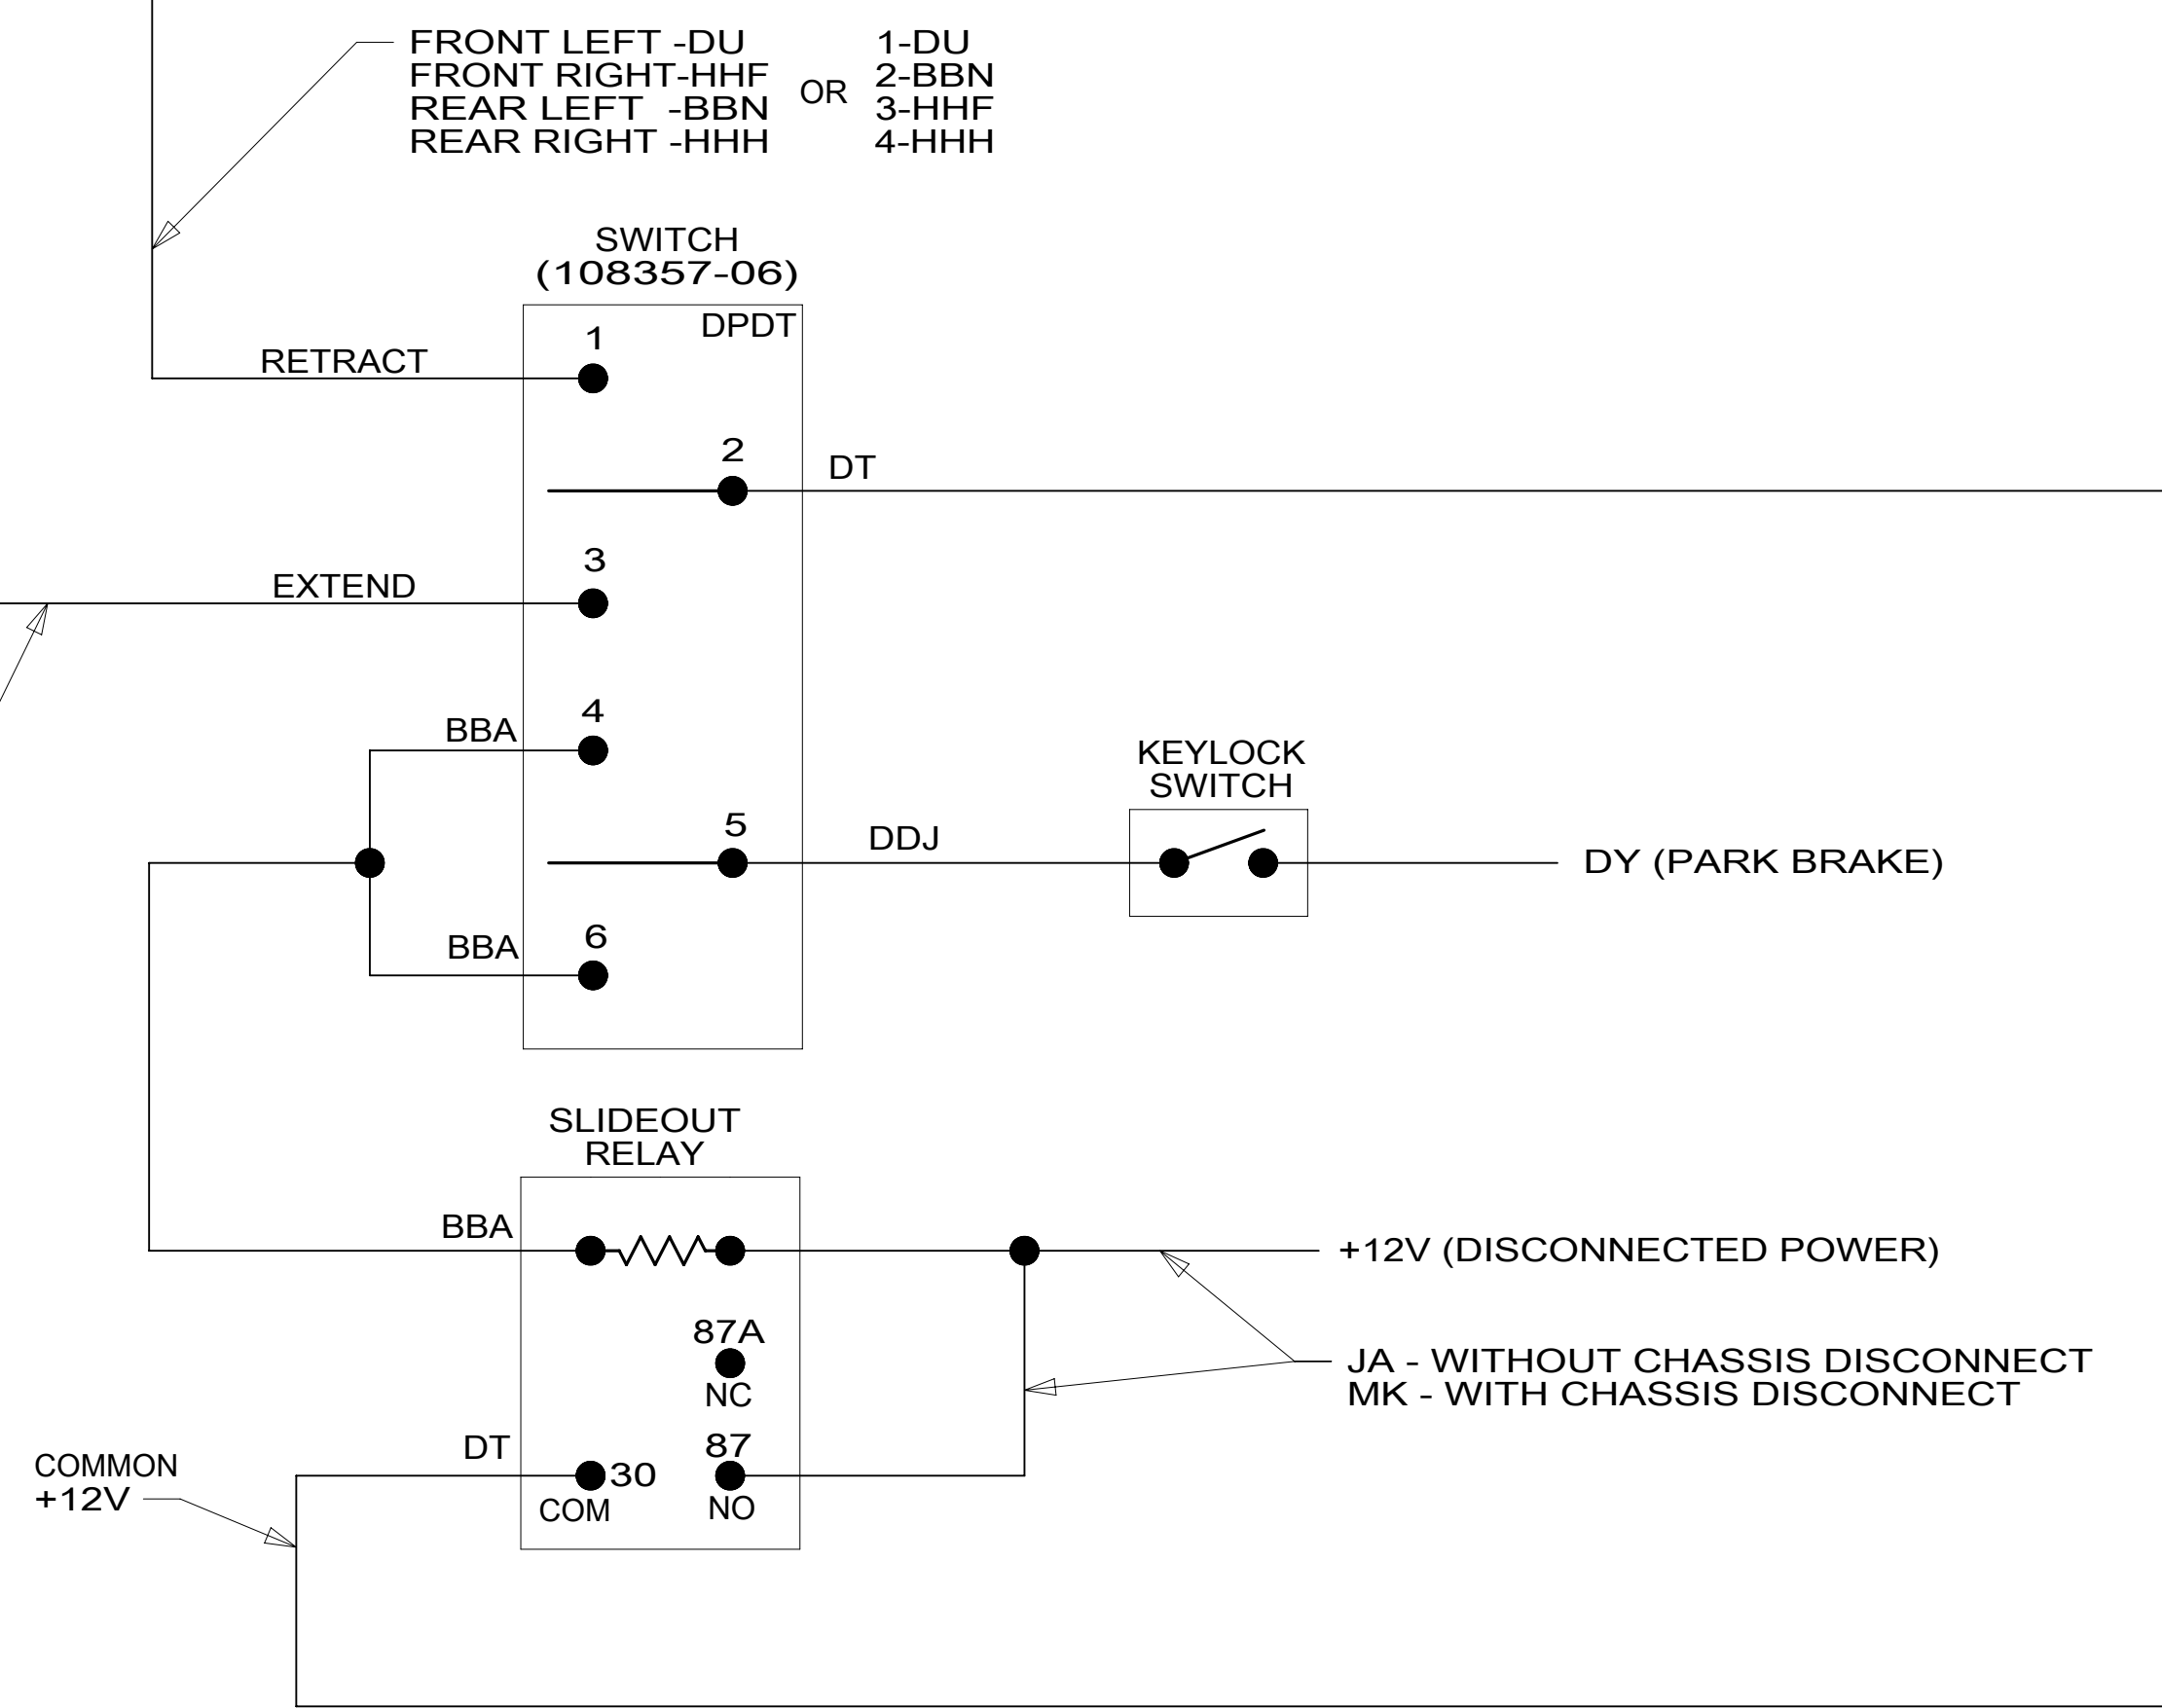 FRONT LEFT -DU
FRONT RIGHT-HHF
REAR LEFT -BBN
REAR RIGHT -HHH
OR
1-DU
2-BBN
3-HHF
4-HHH
SWITCH
(108357-06)
DPDT
1
RETRACT
2
DT
3
EXTEND
4
BBA
KEYLOCK
SWITCH
5
DDJ
DY (PARK BRAKE)
6
BBA
SLIDEOUT
RELAY
BBA
+12V (DISCONNECTED POWER)
87A
NC
JA - WITHOUT CHASSIS DISCONNECT
MK - WITH CHASSIS DISCONNECT
COMMON
+12V
DT
30
COM
87
NO